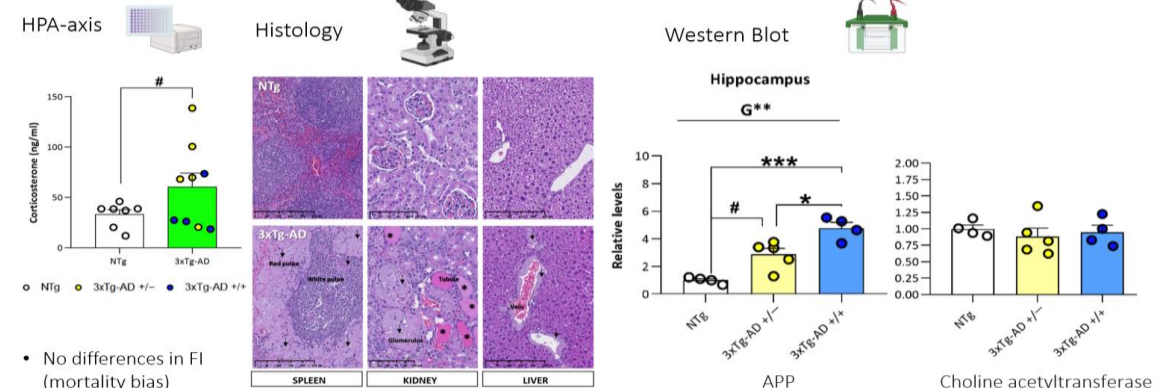 HPA-axis
#
Corticosterone (ng/ml)
150
100
50
0
NTg
3xTg-AD
NTg
3xTg-AD +/−
3xTg-AD +/+
• No differences in FI
(mortality bias)
Histology
NTg
3xTg-AD
Red pulpe
White pulpe
Tubule
*
*
*
Glomerulus
Vein
SPLEEN
KIDNEY
LIVER
Western Blot
Hippocampus
G**
***
#
*
Relative levels
10
8
6
4
2
0
NTg
3xTg-AD +/−
3xTg-AD +/+
APP
2.00
1.75
1.50
1.25
1.00
0.75
0.50
0.25
0.00
NTg
3xTg-AD +/−
3xTg-AD +/+
Choline acetyltransferase